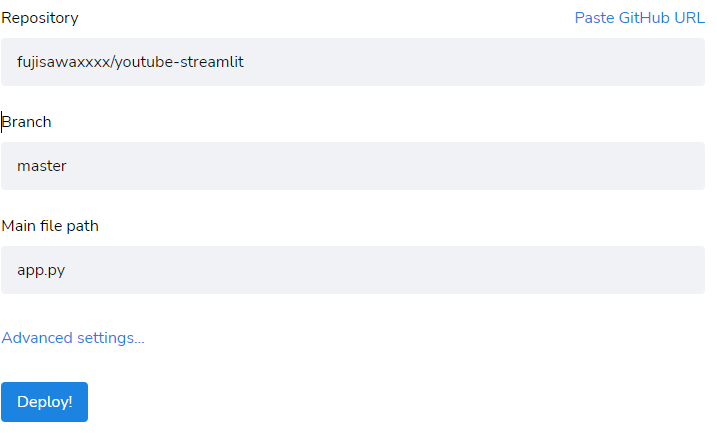 Repository Paste GitHub URL
fujisawaxxxx/youtube-streamlit
Branch
master
Main file path
app.py
Advanced settings...
Deploy!